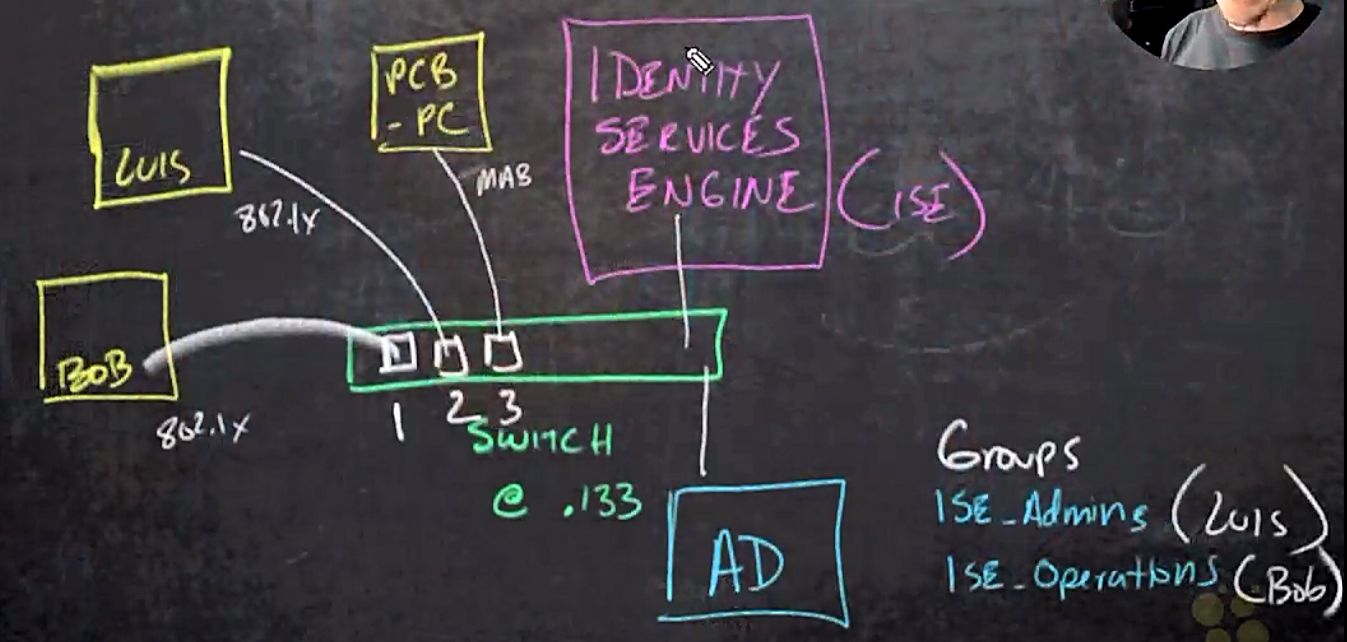 LUIS
PCB
- PC
MAB
802.1x
IDENTITY
SERVICES
ENGINE
(ISE)
BOB
802.1x
1
2
3
SWITCH
@ .133
AD
Groups
ISE_Admins (Luis)
ISE_Operations (Bob)